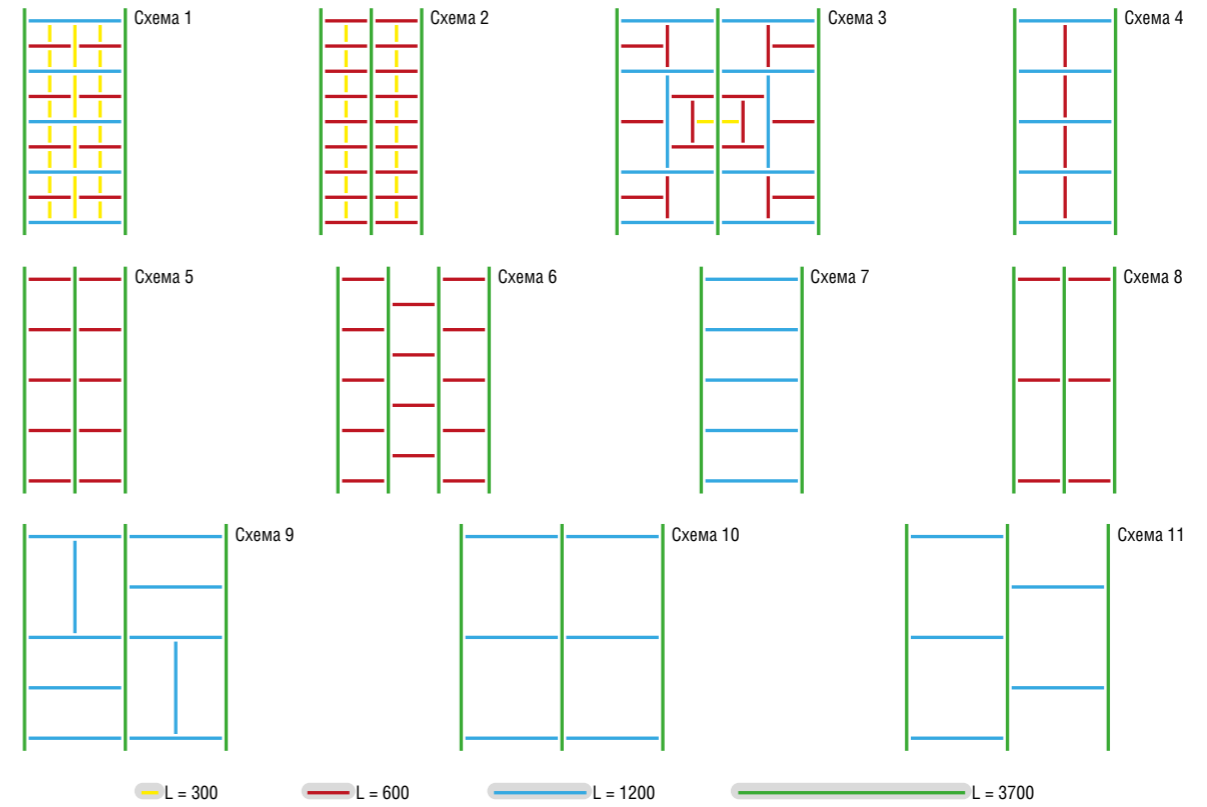 Схема 1
Схема 2
Схема 3
Схема 4
Схема 5
Схема 6
Схема 7
Схема 8
Схема 9
Схема 10
Схема 11
L = 300
L = 600
L = 1200
L = 3700